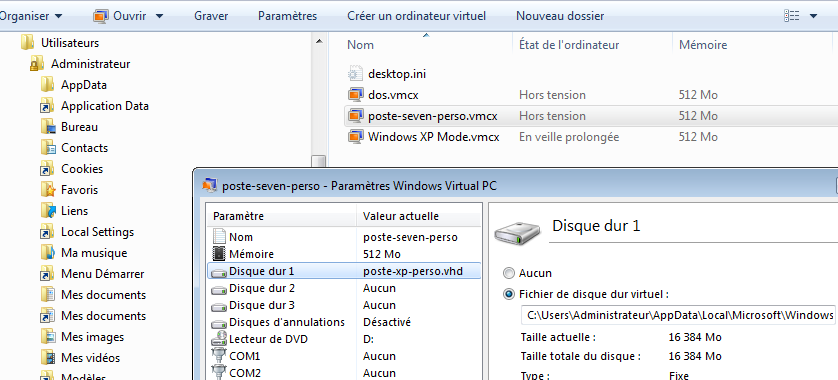 Organiser Ouvrir Graver Paramètres Créer un ordinateur virtuel Nouveau dossier
Utilisateurs
Administrateur
AppData
Application Data
Bureau
Contacts
Cookies
Favoris
Liens
Local Settings
Ma musique
Menu Démarrer
Mes documents
Mes documents
Mes images
Mes vidéos
Modèles
Nom État de l'ordinateur Mémoire
desktop.ini
dos.vmcx Hors tension 512 Mo
poste-seven-perso.vmcx Hors tension 512 Mo
Windows XP Mode.vmcx En veille prolongée 512 Mo
poste-seven-perso - Paramètres Windows Virtual PC
Paramètre Valeur actuelle
Nom poste-seven-perso
Mémoire 512 Mo
Disque dur 1 poste-xp-perso.vhd
Disque dur 2 Aucun
Disque dur 3 Aucun
Disques d'annulations Désactivé
Lecteur de DVD D:
COM1 Aucun
COM2 Aucun
Disque dur 1
Aucun
Fichier de disque dur virtuel :
C:\Users\Administrateur\AppData\Local\Microsoft\Windows
Taille actuelle : 16 384 Mo
Taille totale du disque : 16 384 Mo
Type : Fixe